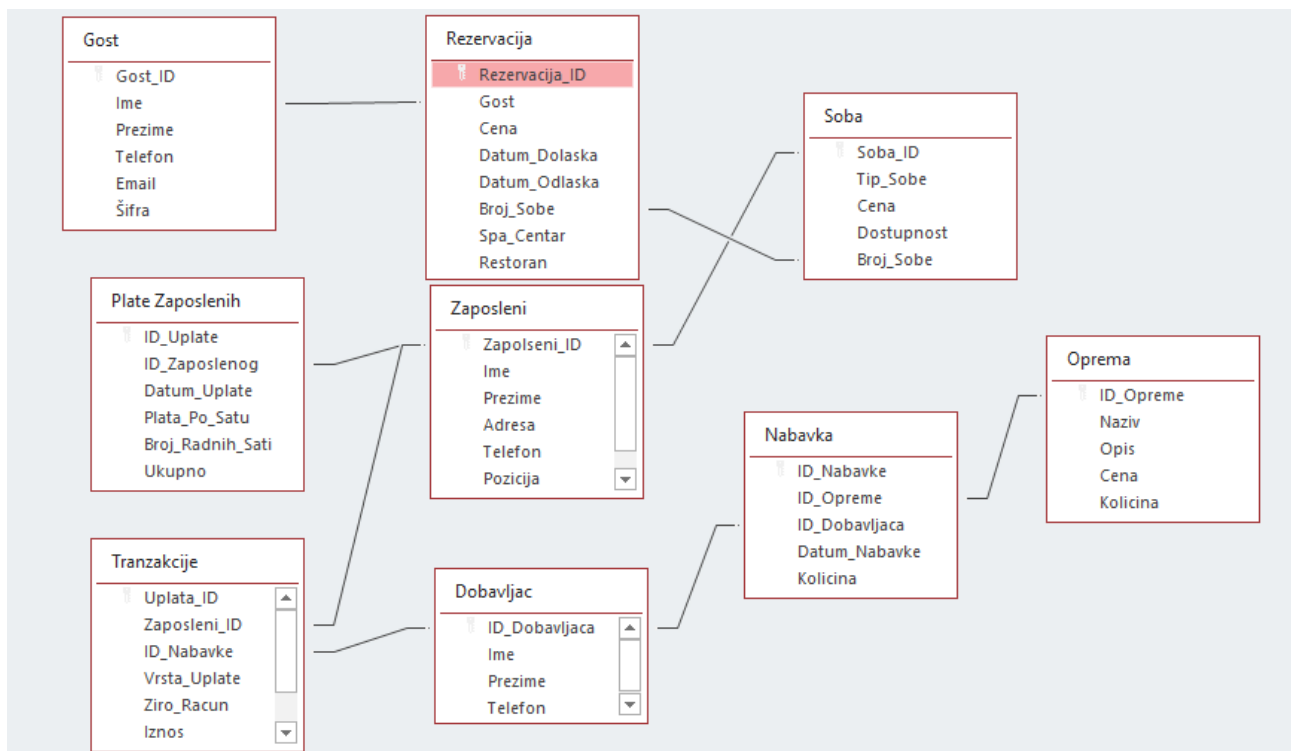 Gost
Gost_ID
Ime
Prezime
Telefon
Email
Šifra
Rezervacija
Rezervacija_ID
Gost
Cena
Datum_Dolaska
Datum_Odlaska
Broj_Sobe
Spa_Centar
Restoran
Soba
Soba_ID
Tip_Sobe
Cena
Dostupnost
Broj_Sobe
Plate Zaposlenih
ID_Uplate
ID_Zaposlenog
Datum_Uplate
Plata_Po_Satu
Broj_Radnih_Sati
Ukupno
Zaposleni
Zapolseni_ID
Ime
Prezime
Adresa
Telefon
Pozicija
Oprema
ID_Opreme
Naziv
Opis
Cena
Kolicina
Nabavka
ID_Nabavke
ID_Opreme
ID_Dobavljaca
Datum_Nabavke
Kolicina
Tranzakcije
Uplata_ID
Zaposleni_ID
ID_Nabavke
Vrsta_Uplate
Ziro_Racun
Iznos
Dobavljac
ID_Dobavljaca
Ime
Prezime
Telefon